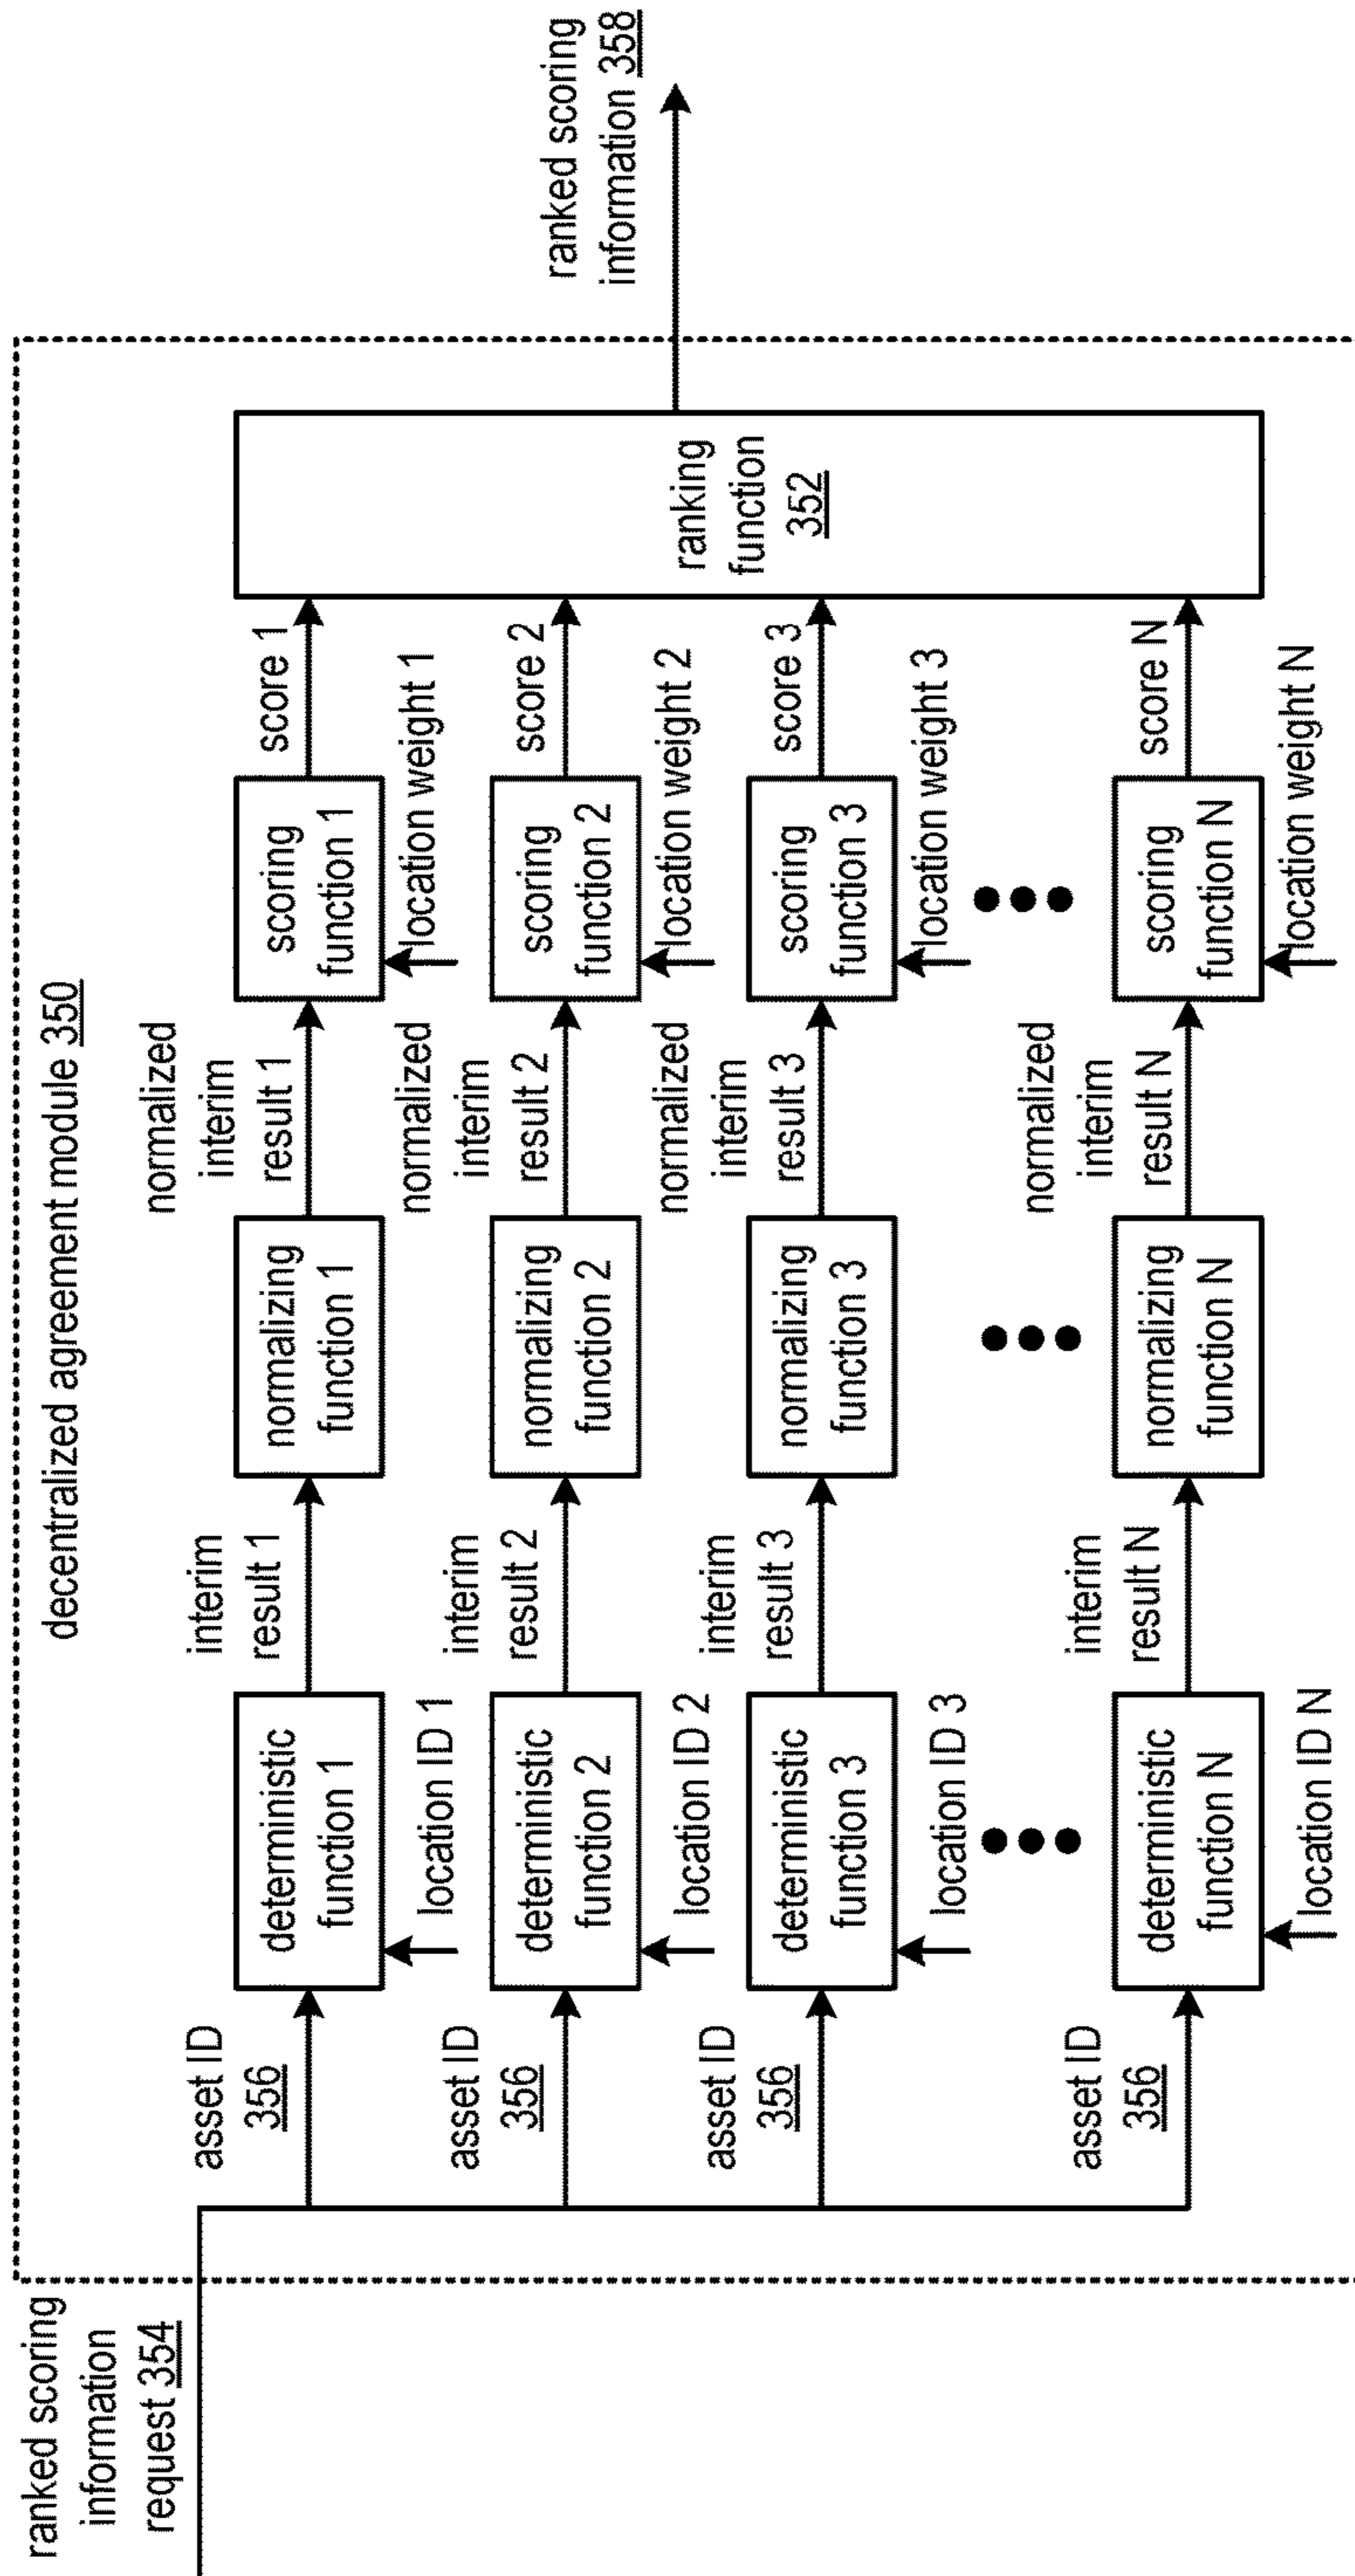 decentralized agreement module 350
ranked scoring
information
request 354
asset ID
356
deterministic
function 1
location ID 1
interim
result 1
normalizing
function 1
normalized
interim
result 1
scoring
function 1
location weight 1
score 1
asset ID
356
deterministic
function 2
location ID 2
interim
result 2
normalizing
function 2
normalized
interim
result 2
scoring
function 2
location weight 2
score 2
asset ID
356
deterministic
function 3
location ID 3
interim
result 3
normalizing
function 3
normalized
interim
result 3
scoring
function 3
location weight 3
score 3
asset ID
356
deterministic
function N
location ID N
interim
result N
normalizing
function N
normalized
interim
result N
scoring
function N
location weight N
score N
ranking
function
352
ranked scoring
information 358